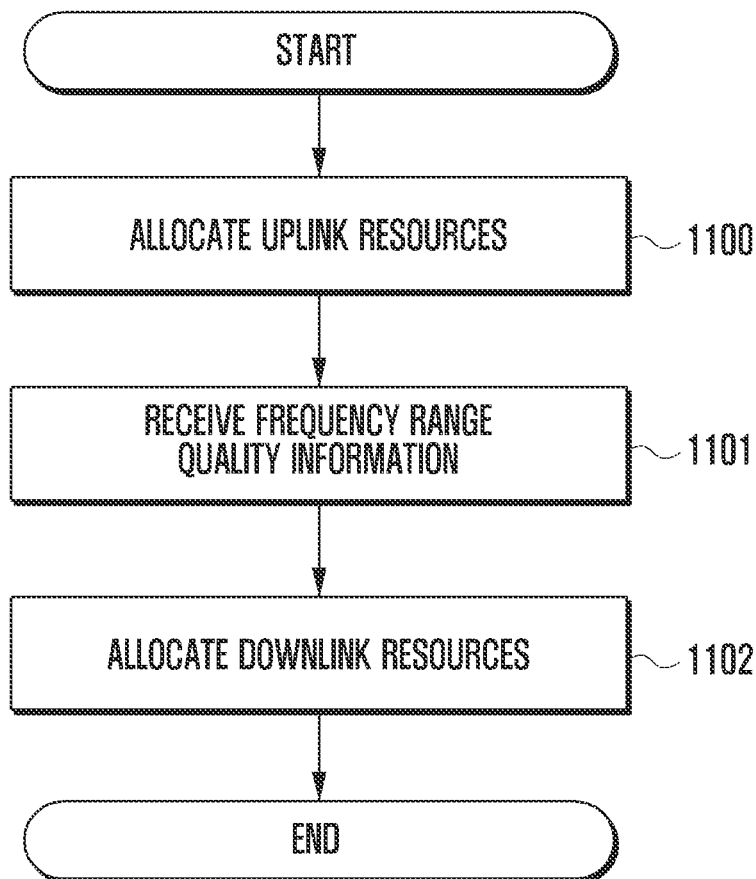 START
ALLOCATE UPLINK RESOURCES
1100
RECEIVE FREQUENCY RANGE
QUALITY INFORMATION
1101
ALLOCATE DOWNLINK RESOURCES
1102
END